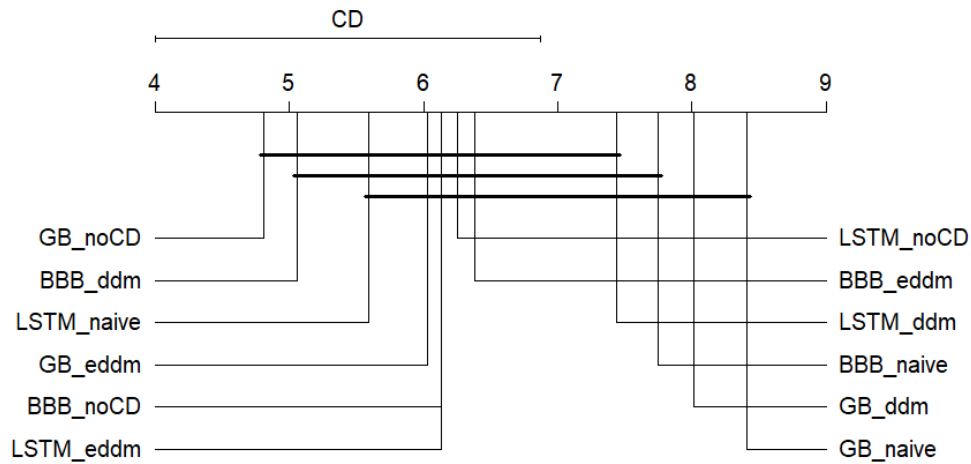 CD
4 5 6 7 8 9
GB_noCD LSTM_noCD
BBB_ddm BBB_eddm
LSTM_naive LSTM_ddm
GB_eddm BBB_naive
BBB_noCD GB_ddm
LSTM_eddm GB_naive